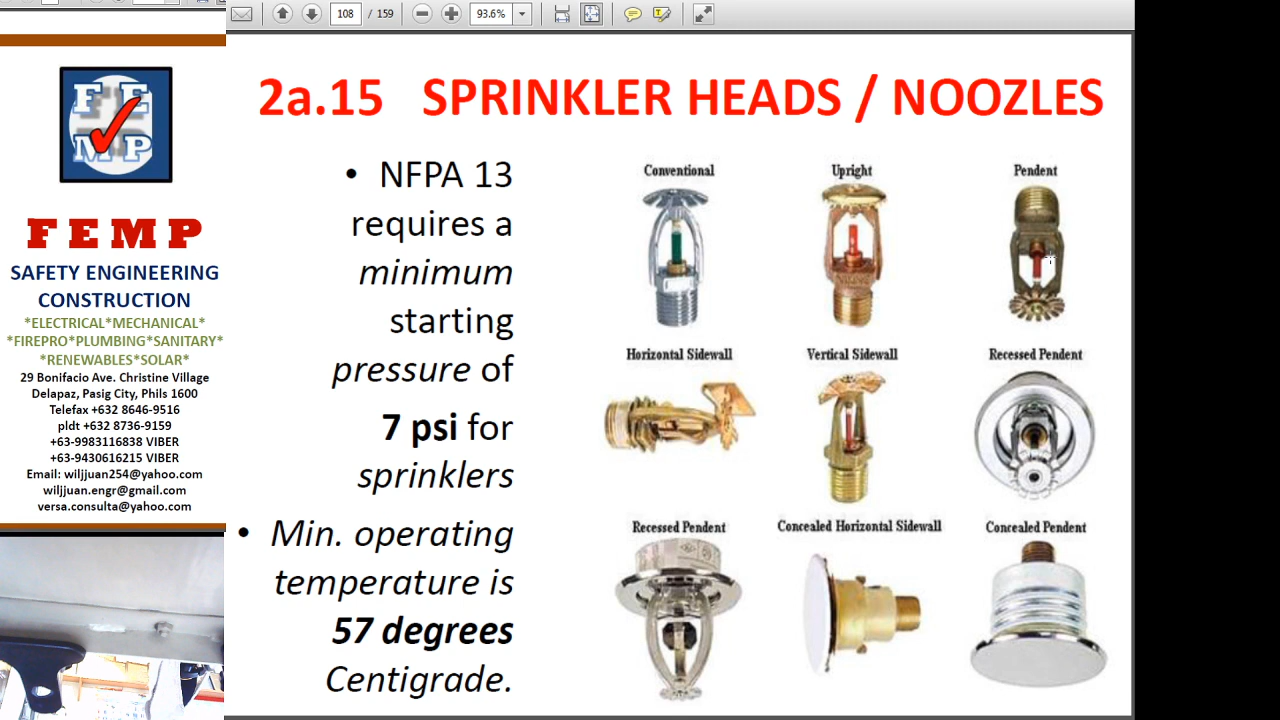 108 / 159
93.6%
FE
MP
FEMP
SAFETY ENGINEERING
CONSTRUCTION
*ELECTRICAL*MECHANICAL*
*FIREPRO*PLUMBING*SANITARY*
*RENEWABLES*SOLAR*
29 Bonifacio Ave. Christine Village
Delapaz, Pasig City, Phils 1600
Telefax +632 8646-9516
pldt +632 8736-9159
+63-9983116838 VIBER
+63-9430616215 VIBER
Email: wiljjuan254@yahoo.com
wiljjuan.engr@gmail.com
versa.consulta@yahoo.com
2a.15 SPRINKLER HEADS / NOOZLES
• NFPA 13
requires a
minimum
starting
pressure of
7 psi for
sprinklers
• Min. operating
temperature is
57 degrees
Centigrade.
Conventional
Upright
Pendent
Horizontal Sidewall
Vertical Sidewall
Recessed Pendent
Recessed Pendent
Concealed Horizontal Sidewall
Concealed Pendent